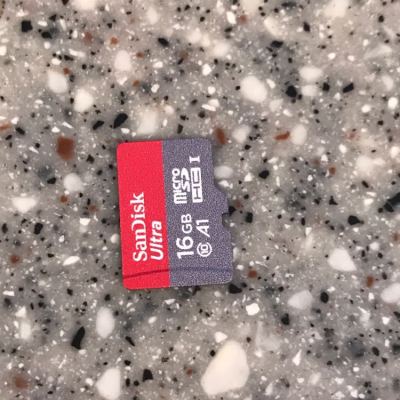 SanDisk
Ultra
16 GB
micro
SD
HC I
10 A1